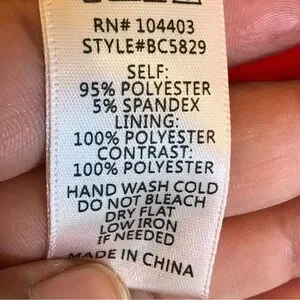 RN# 104403
STYLE#BC5829
SELF:
95% POLYESTER
5% SPANDEX
LINING:
100% POLYESTER
CONTRAST:
100% POLYESTER
HAND WASH COLD
DO NOT BLEACH
DRY FLAT
LOW IRON
IF NEEDED
MADE IN CHINA